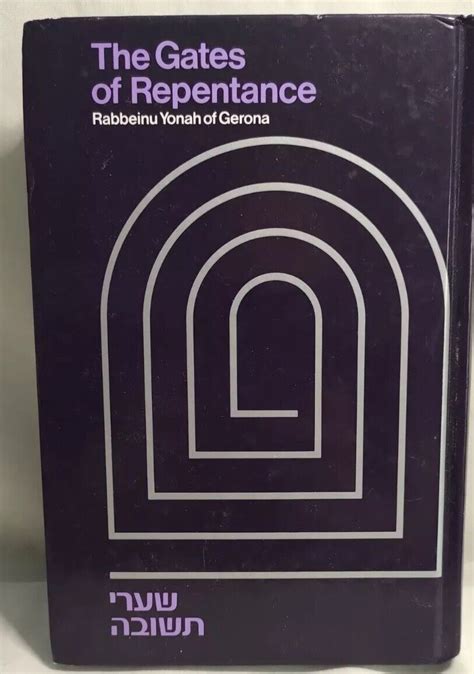 The Gates
of Repentance
Rabbeinu Yonah of Gerona
שערי
תשובה